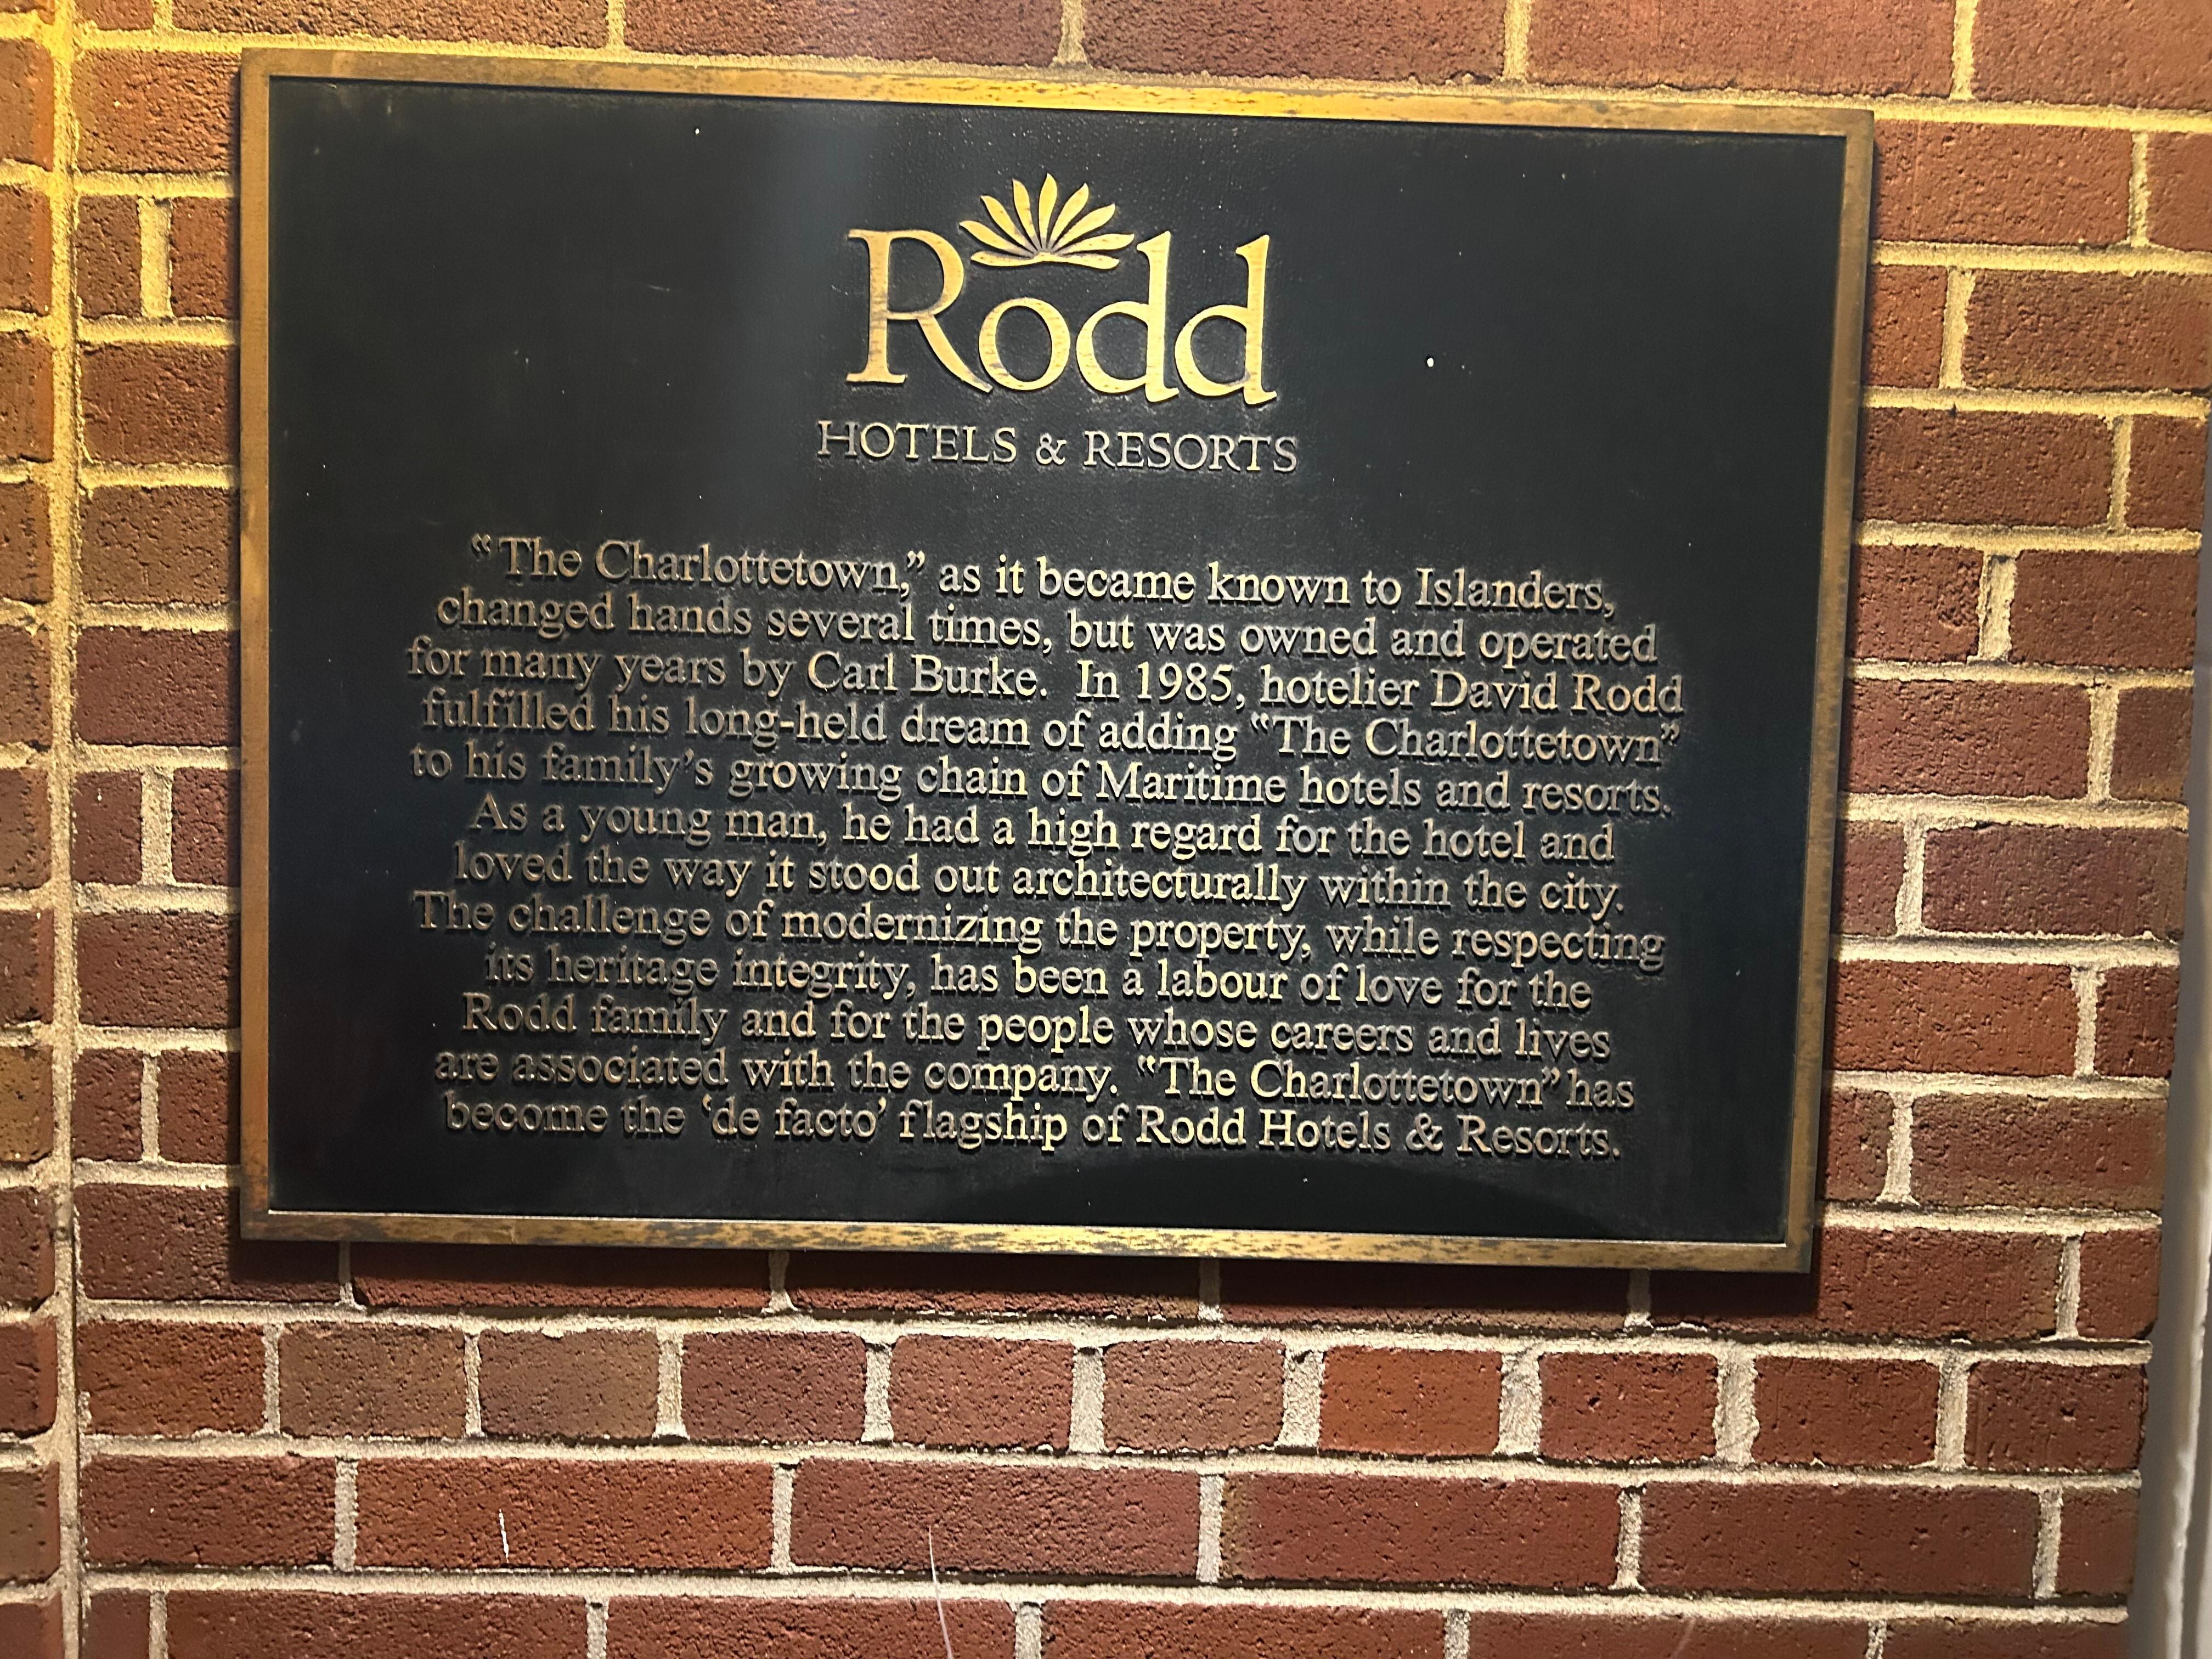 Rodd
HOTELS & RESORTS
“The Charlottetown,” as it became known to Islanders,
changed hands several times, but was owned and operated
for many years by Carl Burke. In 1985, hotelier David Rodd
fulfilled his long-held dream of adding “The Charlottetown”
to his family’s growing chain of Maritime hotels and resorts.
As a young man, he had a high regard for the hotel and
loved the way it stood out architecturally within the city.
The challenge of modernizing the property, while respecting
its heritage integrity, has been a labour of love for the
Rodd family and for the people whose careers and lives
are associated with the company. “The Charlottetown” has
become the ‘de facto’ flagship of Rodd Hotels & Resorts.